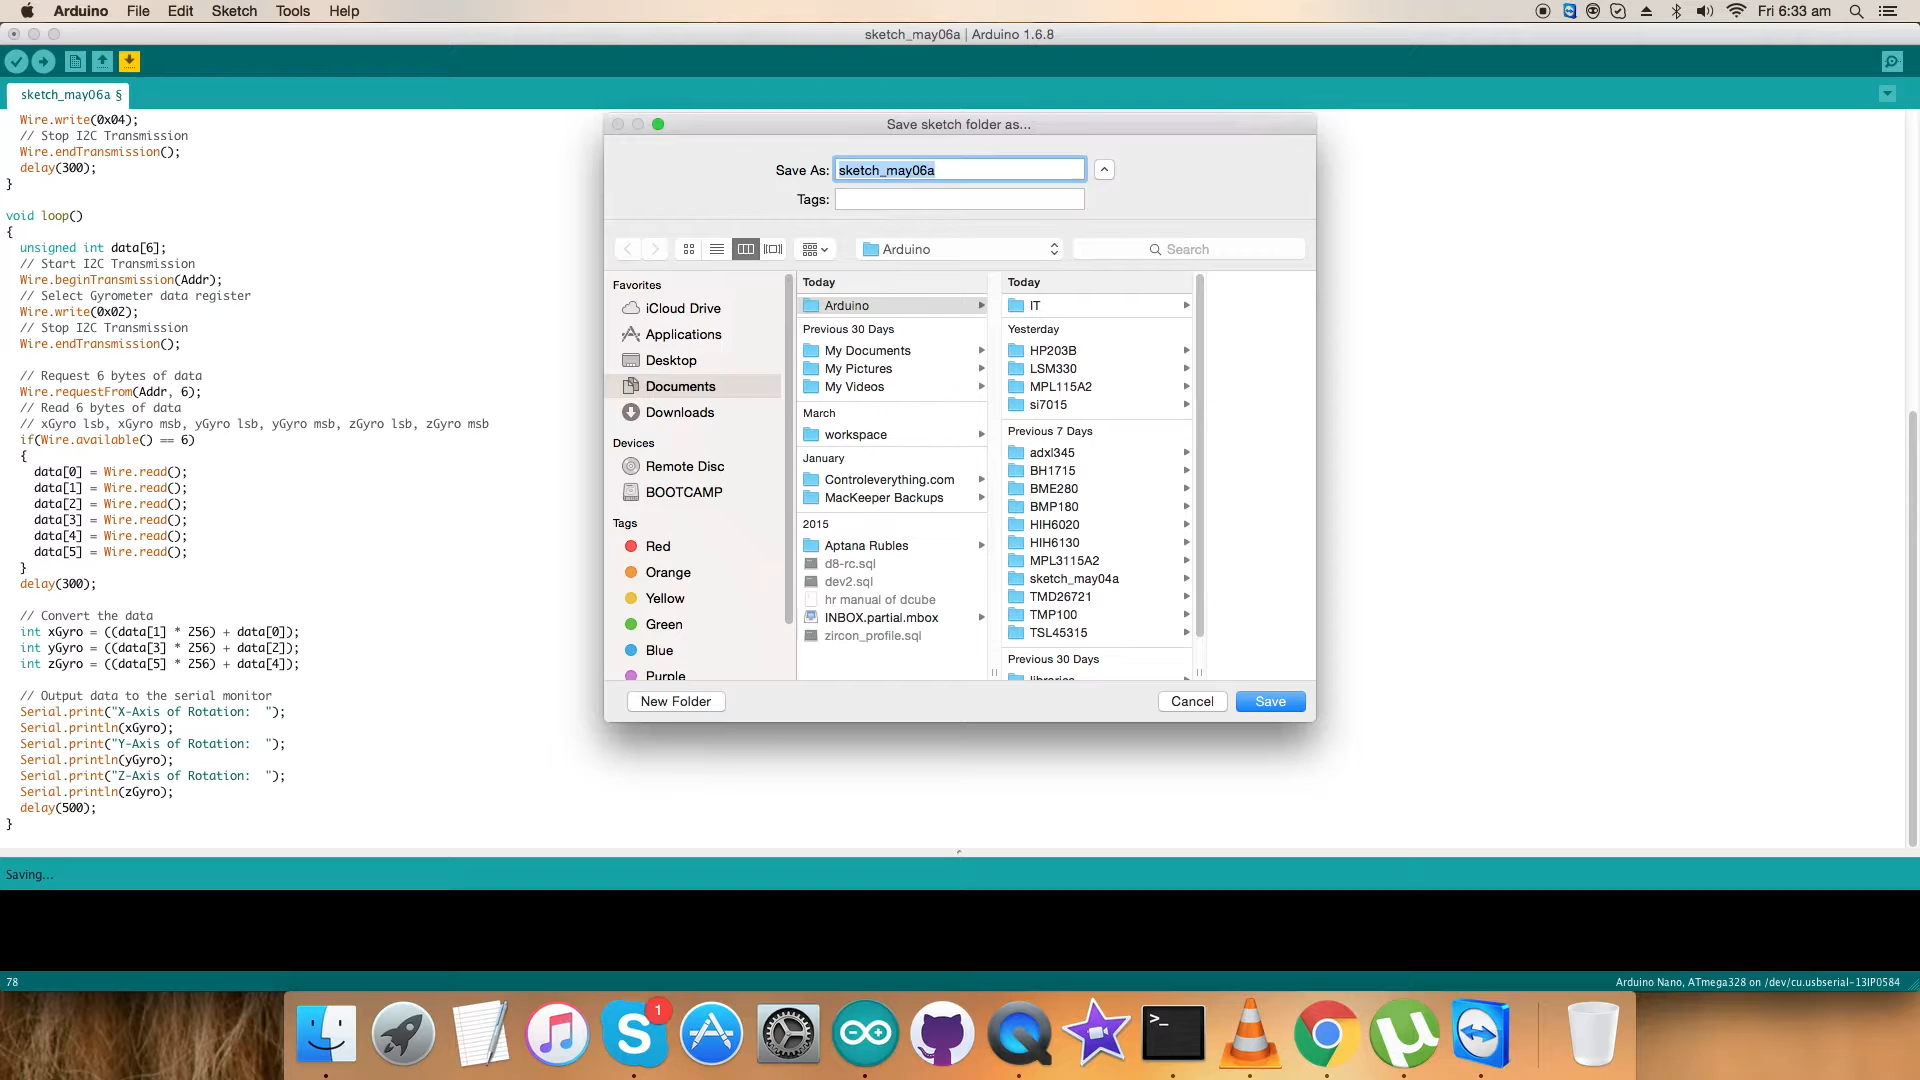 Arduino File Edit Sketch Tools Help Fri 6:33 am
sketch_may06a | Arduino 1.6.8
sketch_may06a §
Wire.write(0x04);
// Stop I2C Transmission
Wire.endTransmission();
delay(300);
}
void loop()
{
unsigned int data[6];
// Start I2C Transmission
Wire.beginTransmission(Addr);
// Select Gyrometer data register
Wire.write(0x02);
// Stop I2C Transmission
Wire.endTransmission();
// Request 6 bytes of data
Wire.requestFrom(Addr, 6);
// Read 6 bytes of data
// xGyro lsb, xGyro msb, yGyro lsb, yGyro msb, zGyro lsb, zGyro msb
if(Wire.available() == 6)
{
data[0] = Wire.read();
data[1] = Wire.read();
data[2] = Wire.read();
data[3] = Wire.read();
data[4] = Wire.read();
data[5] = Wire.read();
}
delay(300);
// Convert the data
int xGyro = ((data[1] * 256) + data[0]);
int yGyro = ((data[3] * 256) + data[2]);
int zGyro = ((data[5] * 256) + data[4]);
// Output data to the serial monitor
Serial.print("X-Axis of Rotation:  ");
Serial.println(xGyro);
Serial.print("Y-Axis of Rotation:  ");
Serial.println(yGyro);
Serial.print("Z-Axis of Rotation:  ");
Serial.println(zGyro);
delay(500);
}
Save sketch folder as...
Save As: sketch_may06a
Tags:
Arduino
Search
Favorites
iCloud Drive
Applications
Desktop
Documents
Downloads
Devices
Remote Disc
BOOTCAMP
Tags
Red
Orange
Yellow
Green
Blue
Purple
Today
Arduino
Previous 30 Days
My Documents
My Pictures
My Videos
March
workspace
January
Controleverything.com
MacKeeper Backups
2015
Aptana Rubles
d8-rc.sql
dev2.sql
hr manual of dcube
INBOX.partial.mbox
zircon_profile.sql
Today
IT
Yesterday
HP203B
LSM330
MPL115A2
si7015
Previous 7 Days
adxl345
BH1715
BME280
BMP180
HIH6020
HIH6130
MPL3115A2
sketch_may04a
TMD26721
TMP100
TSL45315
Previous 30 Days
libraries
New Folder
Cancel
Save
Saving...
78
Arduino Nano, ATmega328 on /dev/cu.usbserial-13IP0584
S
1
>_
µ